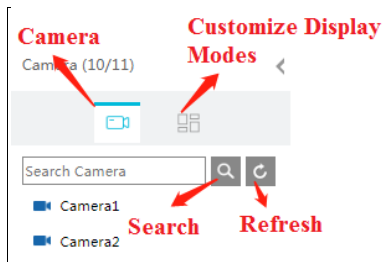 Camera
Customize Display
Modes
Camera (10/11)
Search Camera
Camera1
Search
Refresh
Camera2